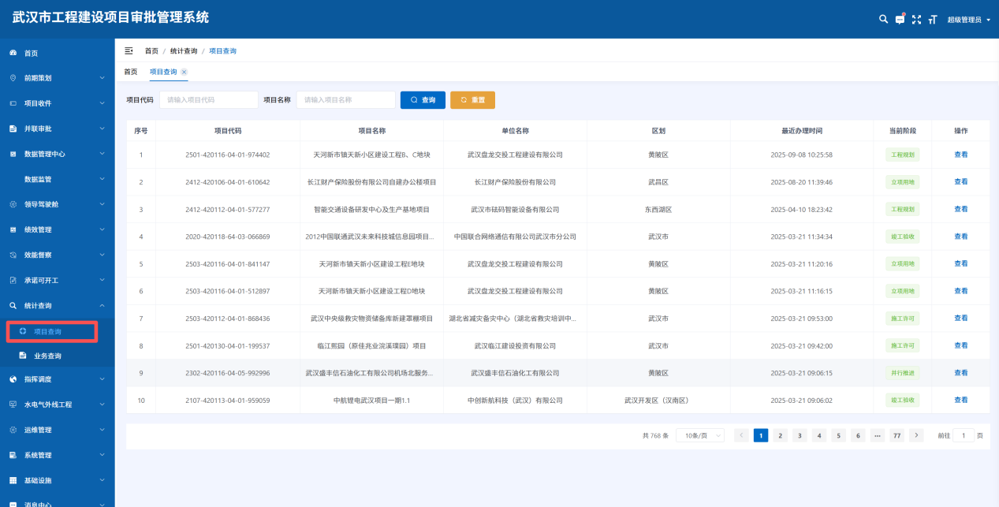 武汉市工程建设项目审批管理系统
超级管理员
首页
前期策划
项目收件
并联审批
数据管理中心
数据监管
领导驾驶舱
绩效管理
效能督察
承诺可开工
统计查询
项目查询
业务查询
指挥调度
水电气外线工程
运维管理
系统管理
基础设施
消息中心
首页 / 统计查询 / 项目查询
首页 项目查询
项目代码 请输入项目代码 项目名称 请输入项目名称 查询 重置
序号 项目代码 项目名称 单位名称 区划 最近办理时间 当前阶段 操作
1 2501-420116-04-01-974402 天河新市镇天新小区建设工程B、C地块 武汉盘龙交投工程建设有限公司 黄陂区 2025-09-08 10:25:58 工程规划 查看
2 2412-420106-04-01-610642 长江财产保险股份有限公司自建办公楼项目 长江财产保险股份有限公司 武昌区 2025-08-20 11:39:46 立项用地 查看
3 2412-420112-04-01-577277 智能交通设备研发中心及生产基地项目 武汉市砝码智能设备有限公司 东西湖区 2025-04-10 18:23:42 工程规划 查看
4 2020-420118-64-03-066869 2012中国联通武汉未来科技城信息园项目... 中国联合网络通信有限公司武汉市分公司 武汉市 2025-03-21 11:34:34 竣工验收 查看
5 2503-420116-04-01-841147 天河新市镇天新小区建设工程E地块 武汉盘龙交投工程建设有限公司 黄陂区 2025-03-21 11:20:16 立项用地 查看
6 2503-420116-04-01-512897 天河新市镇天新小区建设工程D地块 武汉盘龙交投工程建设有限公司 黄陂区 2025-03-21 11:16:15 立项用地 查看
7 2503-420112-04-01-868436 武汉中央级救灾物资储备库新建罩棚项目 湖北省减灾备灾中心（湖北省救灾培训中... 武汉市 2025-03-21 09:53:00 施工许可 查看
8 2501-420130-04-01-199537 临江熙园（原佳兆业浣溪璞园）项目 武汉临江建设投资有限公司 武汉市 2025-03-21 09:42:00 施工许可 查看
9 2302-420116-04-05-992996 武汉盛丰信石油化工有限公司机场北服务... 武汉盛丰信石油化工有限公司 黄陂区 2025-03-21 09:06:15 并行推进 查看
10 2107-420113-04-01-959059 中航锂电武汉项目一期1.1 中创新航科技（武汉）有限公司 武汉开发区（汉南区） 2025-03-21 09:06:02 竣工验收 查看
共 768 条 10条/页 1 2 3 4 5 6 ••• 77 前往 1 页